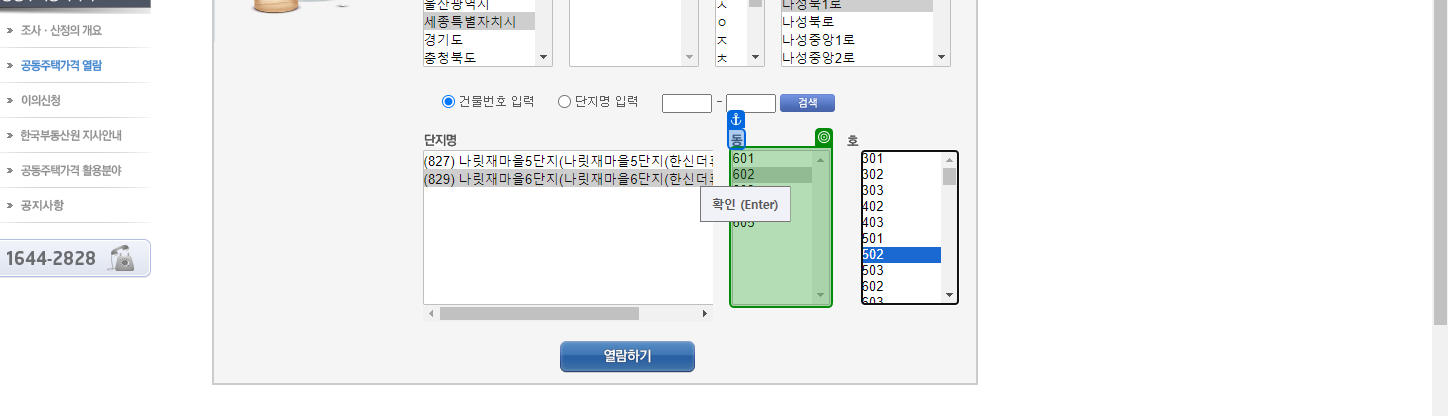 조사ㆍ산정의 개요
공동주택가격 열람
이의신청
한국부동산원 지사안내
공동주택가격 활용분야
공지사항
1644-2828
울산광역시
세종특별자치시
경기도
충청북도
ㅅ
ㅇ
ㅈ
ㅊ
나성북1로
나성북로
나성중앙1로
나성중앙2로
건물번호 입력
단지명 입력
-
검색
단지명
동
호
(827) 나릿재마을5단지(나릿재마을5단지(한신더
(829) 나릿재마을6단지(나릿재마을6단지(한신더
601
602
605
확인 (Enter)
301
302
303
402
403
501
502
503
602
603
열람하기